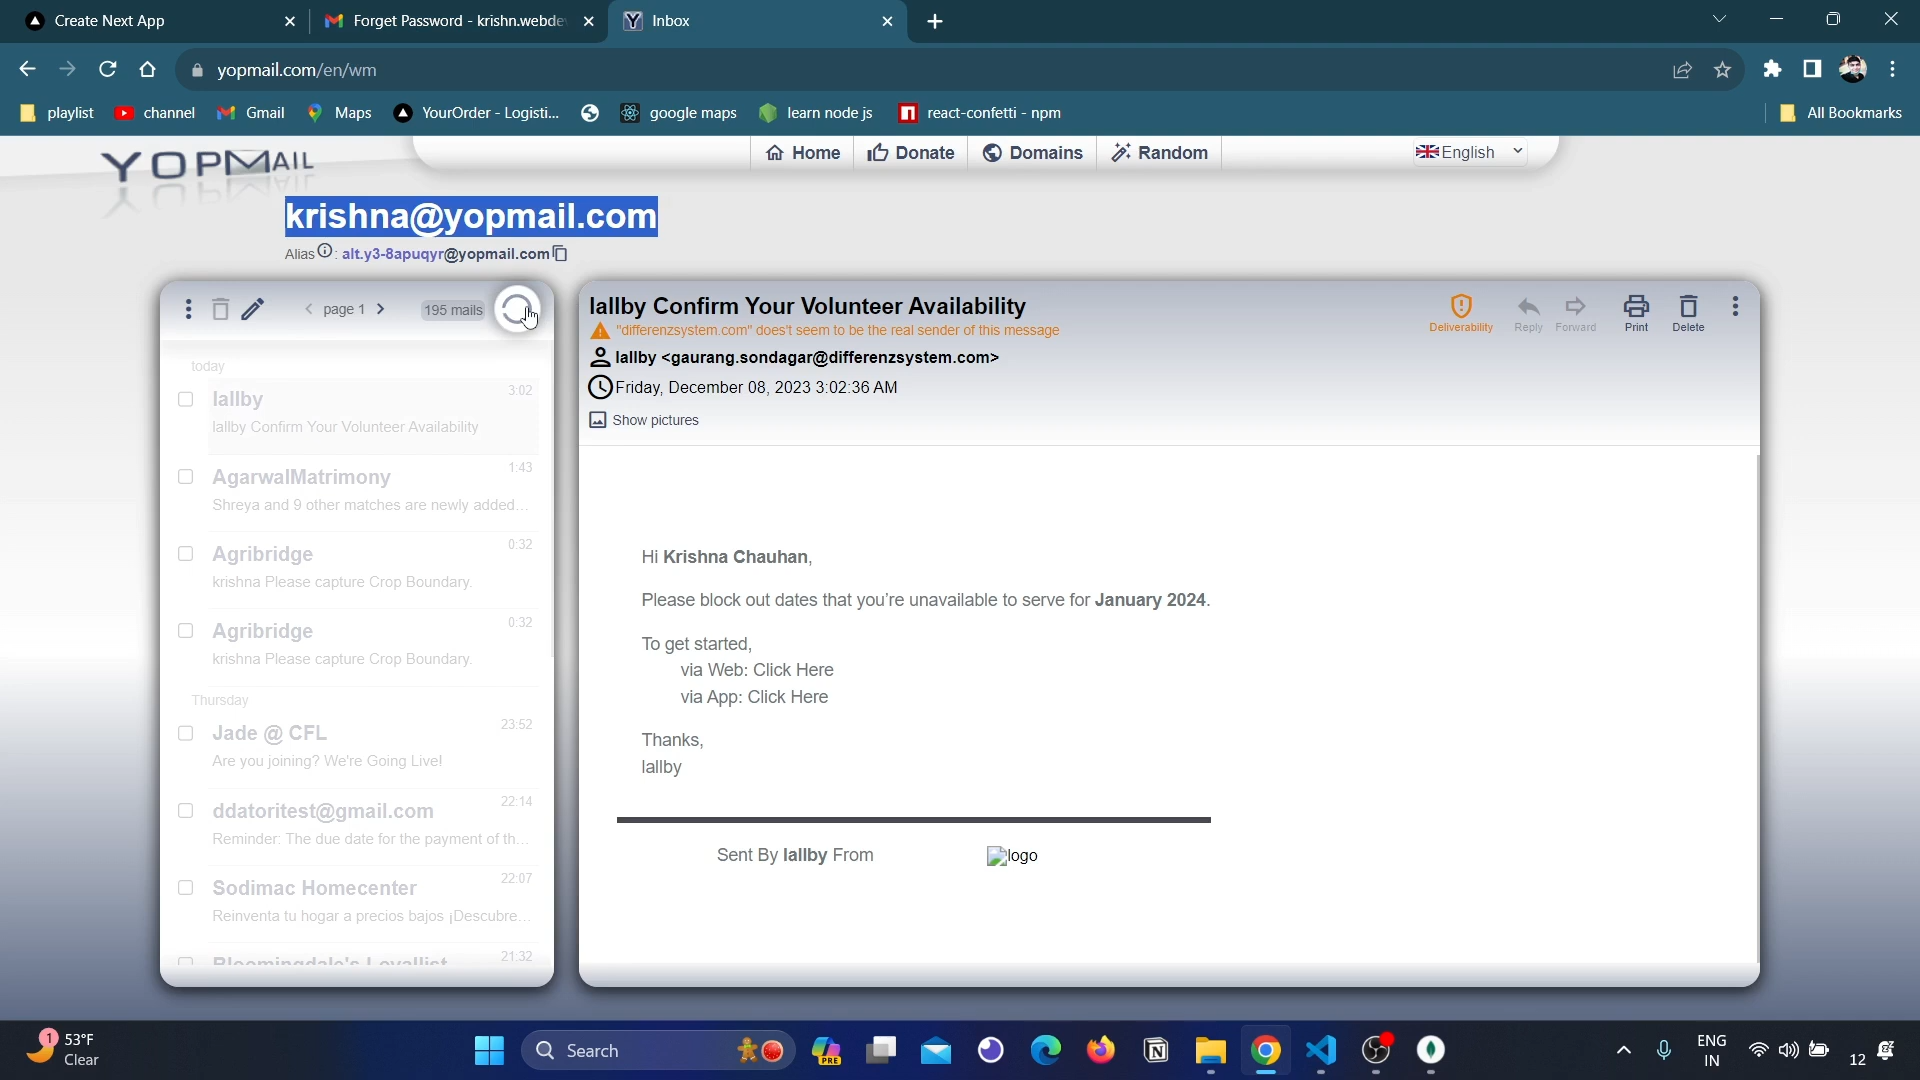 Create Next App
Forget Password - krishn.webde
Inbox
yopmail.com/en/wm
playlist
channel
Gmail
Maps
YourOrder - Logisti...
google maps
learn node js
react-confetti - npm
All Bookmarks
YOPMAIL
Home
Donate
Domains
Random
English
krishna@yopmail.com
Alias : alt.y3-8apuqyr@yopmail.com
page 1
195 mails
today
lallby 3:02
lallby Confirm Your Volunteer Availability
AgarwalMatrimony 1:43
Shreya and 9 other matches are newly added...
Agribridge 0:32
krishna Please capture Crop Boundary.
Agribridge 0:32
krishna Please capture Crop Boundary.
Thursday
Jade @ CFL 23:52
Are you joining? We're Going Live!
ddatoritest@gmail.com 22:14
Reminder: The due date for the payment of th...
Sodimac Homecenter 22:07
Reinventa tu hogar a precios bajos ¡Descubre...
Bloomingdale's Loyallist 21:32
lallby Confirm Your Volunteer Availability
"differenzsystem.com" does't seem to be the real sender of this message
lallby <gaurang.sondagar@differenzsystem.com>
Friday, December 08, 2023 3:02:36 AM
Show pictures
Deliverability
Reply
Forward
Print
Delete
Hi Krishna Chauhan,
Please block out dates that you're unavailable to serve for January 2024.
To get started,
via Web: Click Here
via App: Click Here
Thanks,
lallby
Sent By lallby From
logo
1
53°F
Clear
Search
PRE
ENG
IN
12